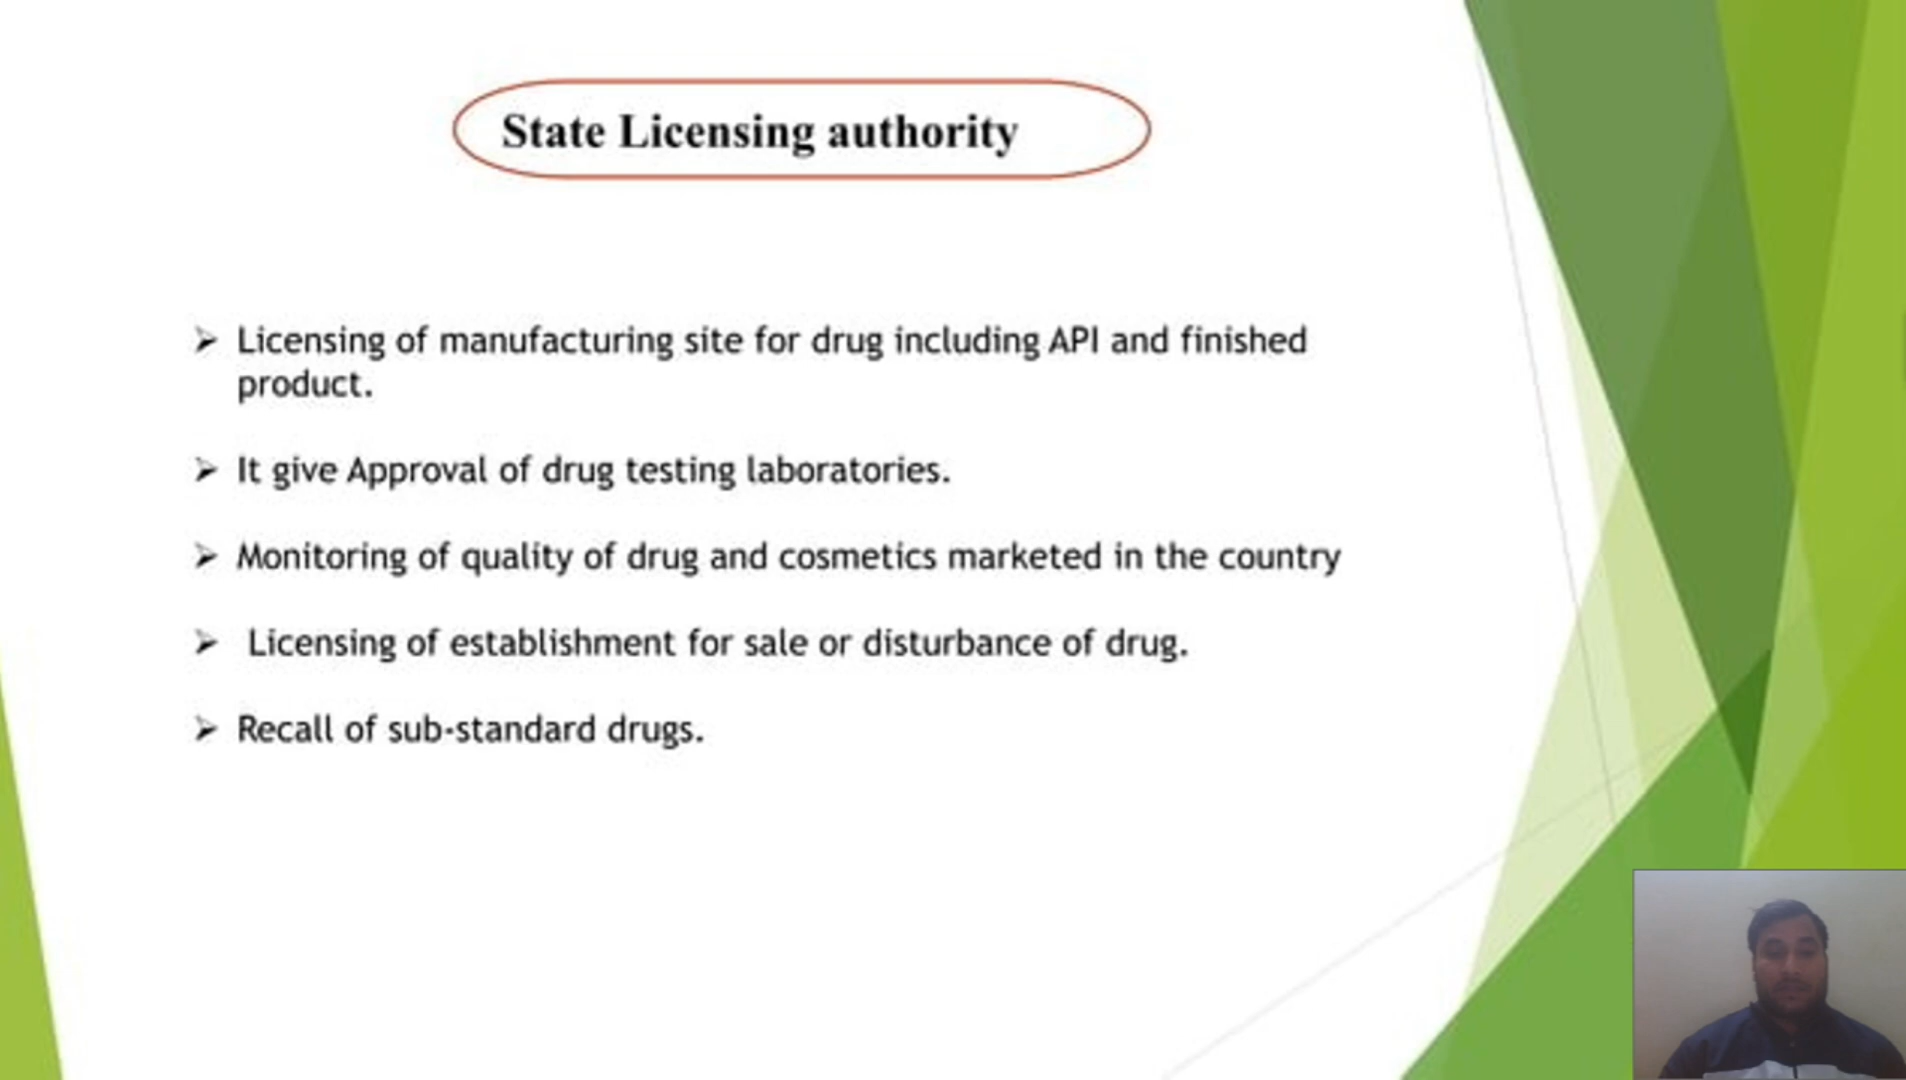 State Licensing authority
Licensing of manufacturing site for drug including API and finished
product.
It give Approval of drug testing laboratories.
Monitoring of quality of drug and cosmetics marketed in the country
Licensing of establishment for sale or disturbance of drug.
Recall of sub-standard drugs.